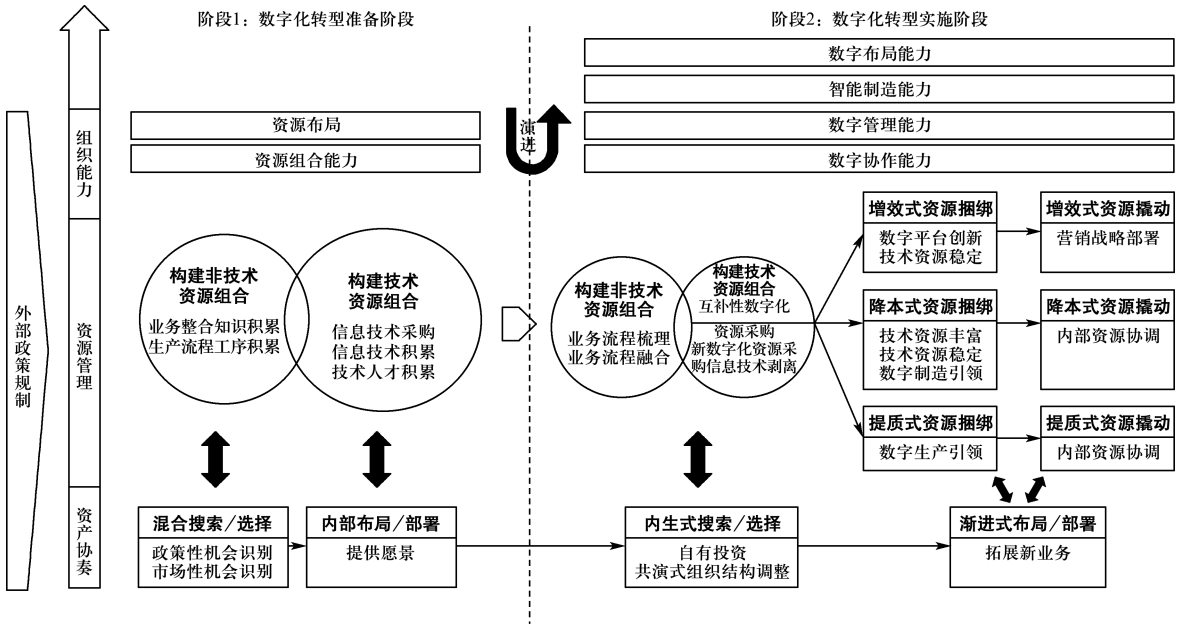 阶段1：数字化转型准备阶段
阶段2：数字化转型实施阶段
数字布局能力
智能制造能力
数字管理能力
数字协作能力
资源布局
资源组合能力
演进
外部政策规制
组织能力
资源管理
资产协奏
构建非技术
资源组合
业务整合知识积累
生产流程工序积累
构建技术
资源组合
信息技术采购
信息技术积累
技术人才积累
构建非技术
资源组合
业务流程梳理
业务流程融合
构建技术
资源组合
互补性数字化
资源采购
新数字化资源采
购信息技术剥离
增效式资源捆绑
数字平台创新
技术资源稳定
增效式资源撬动
营销战略部署
降本式资源捆绑
技术资源丰富
技术资源稳定
数字制造引领
降本式资源撬动
内部资源协调
提质式资源捆绑
数字生产引领
提质式资源撬动
内部资源协调
混合搜索/选择
政策性机会识别
市场性机会识别
内部布局/部署
提供愿景
内生式搜索/选择
自有投资
共演式组织结构调整
渐进式布局/部署
拓展新业务